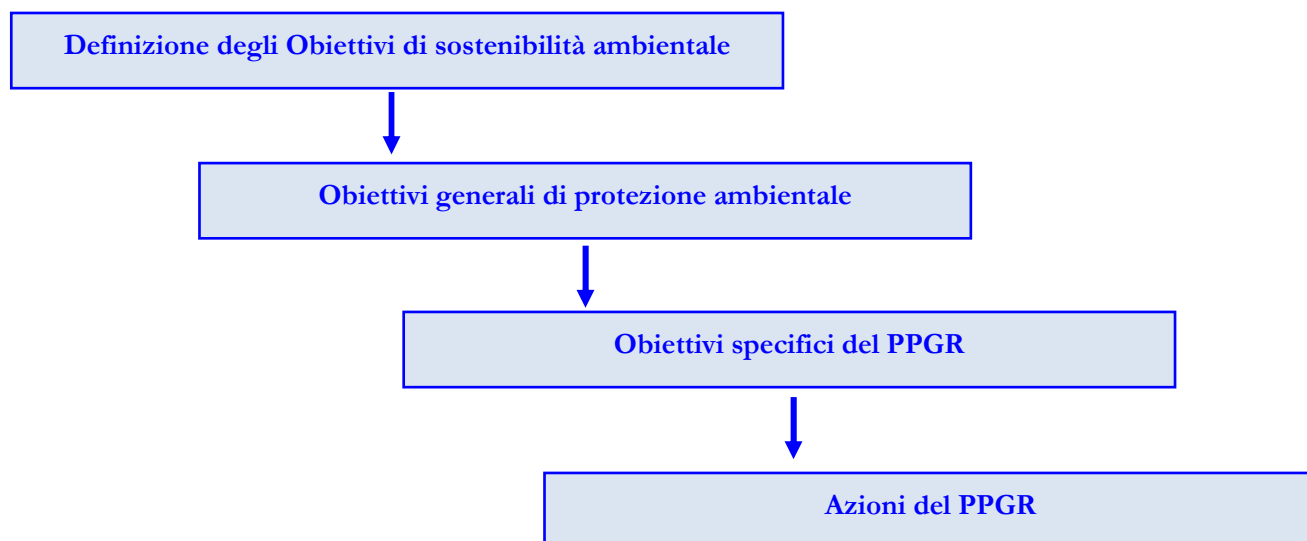 Definizione degli Obiettivi di sostenibilità ambientale
Obiettivi generali di protezione ambientale
Obiettivi specifici del PPGR
Azioni del PPGR